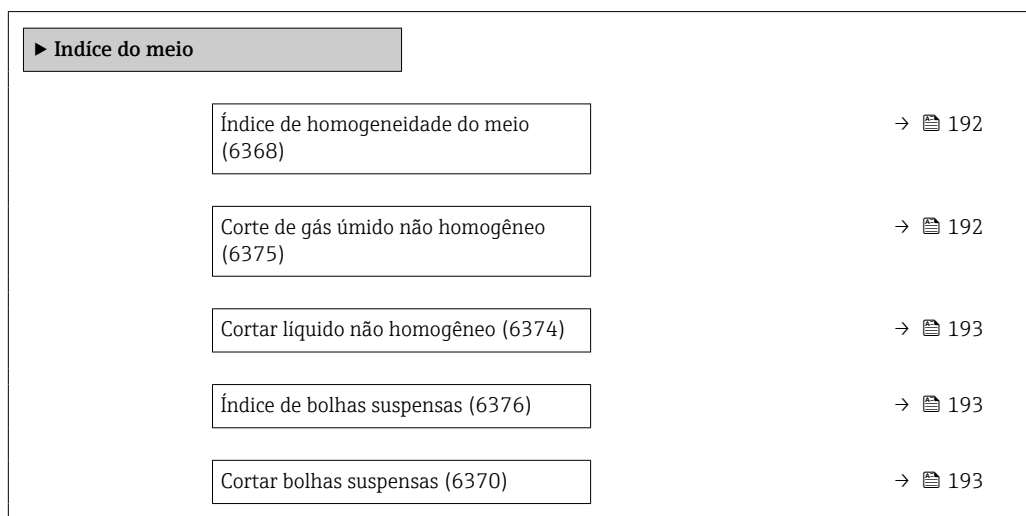 ▶ Indíce do meio
Índice de homogeneidade do meio
(6368)
→ 192
Corte de gás úmido não homogêneo
(6375)
→ 192
Cortar líquido não homogêneo (6374)
→ 193
Índice de bolhas suspensas (6376)
→ 193
Cortar bolhas suspensas (6370)
→ 193